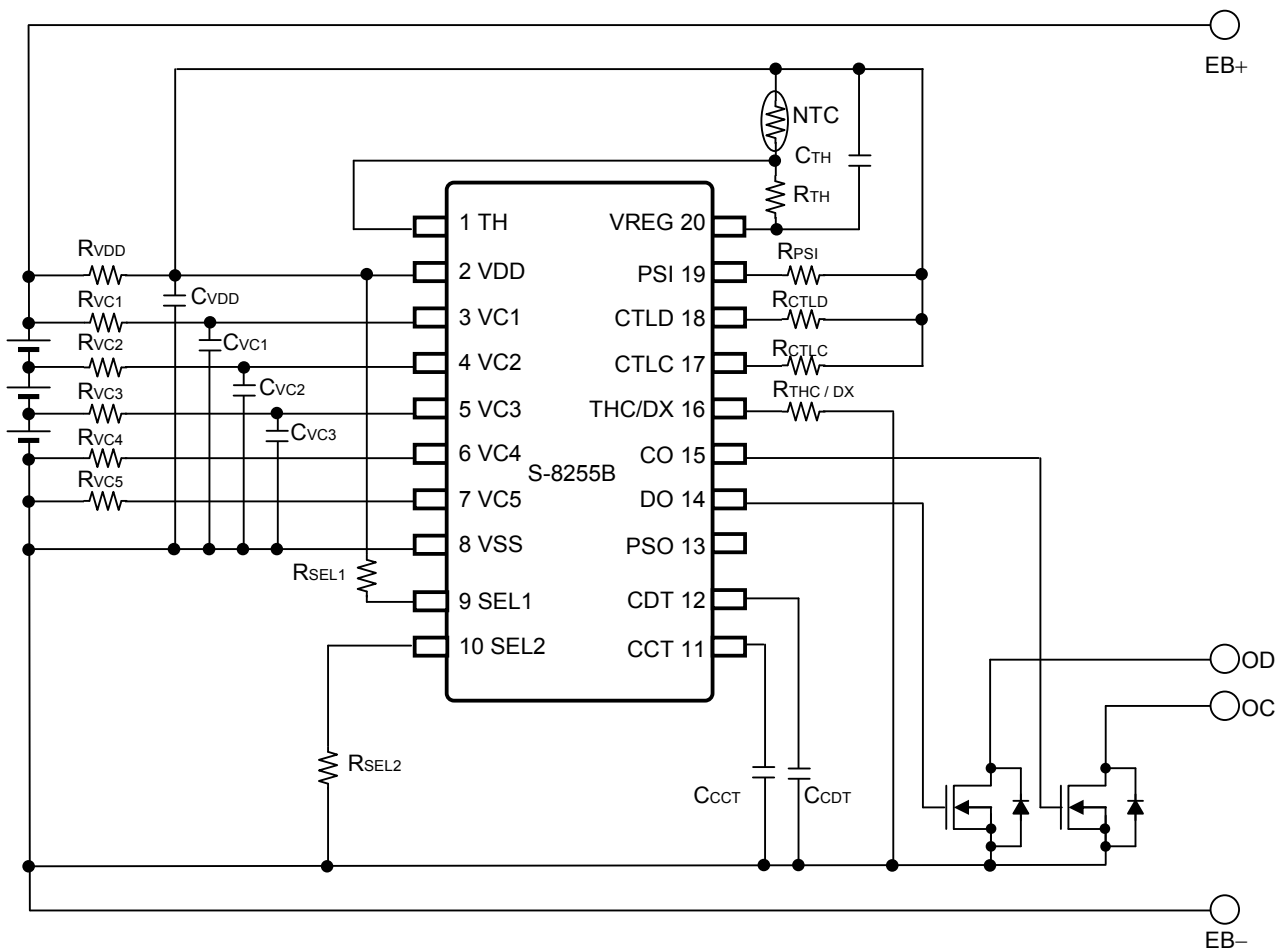 EB+
NTC
CTH
RTH
1 TH
VREG 20
RVDD
2 VDD
PSI 19
RPSI
CVDD
RVC1
3 VC1
CTLD 18
RCTLD
CVC1
RVC2
4 VC2
CTLC 17
RCTLC
CVC2
RVC3
5 VC3
THC/DX 16
RTHC / DX
CVC3
RVC4
6 VC4
CO 15
S-8255B
RVC5
7 VC5
DO 14
8 VSS
PSO 13
RSEL1
9 SEL1
CDT 12
10 SEL2
CCT 11
OD
OC
RSEL2
CCCT
CCDT
EB−